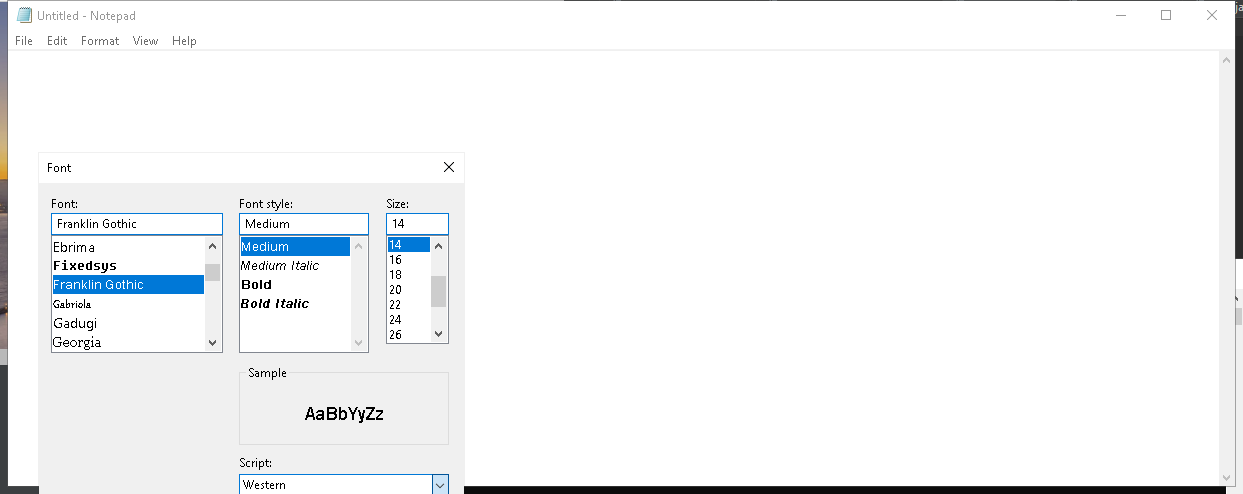 Untitled - Notepad
File Edit Format View Help
Font
Font: Font style: Size:
Franklin Gothic Medium 14
Ebrima Medium 14
Fixedsys Medium Italic 16
Franklin Gothic Bold 18
Gabriola Bold Italic 20
Gadugi 22
Georgia 24
26
Sample
AaBbYyZz
Script:
Western